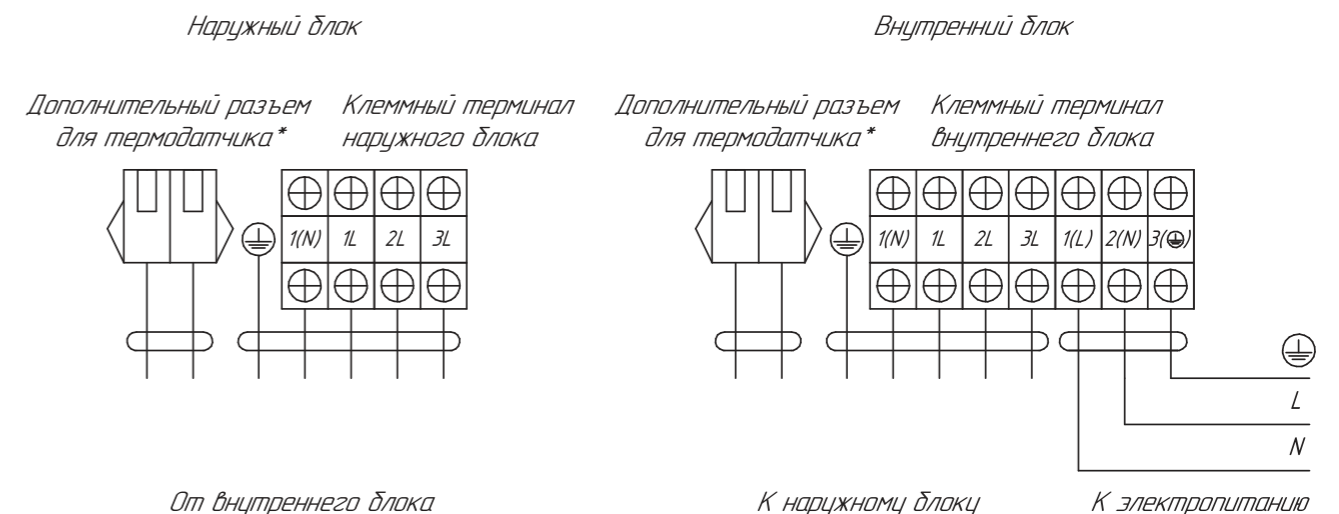 Наружный блок
Внутренний блок
Дополнительный разъем
для термодатчика*
Клеммный терминал
наружного блока
Дополнительный разъем
для термодатчика*
Клеммный терминал
внутреннего блока
1(N) 1L 2L 3L
1(N) 1L 2L 3L 1(L) 2(N) 3(⏚)
L
N
От внутреннего блока
К наружному блоку
К электропитанию